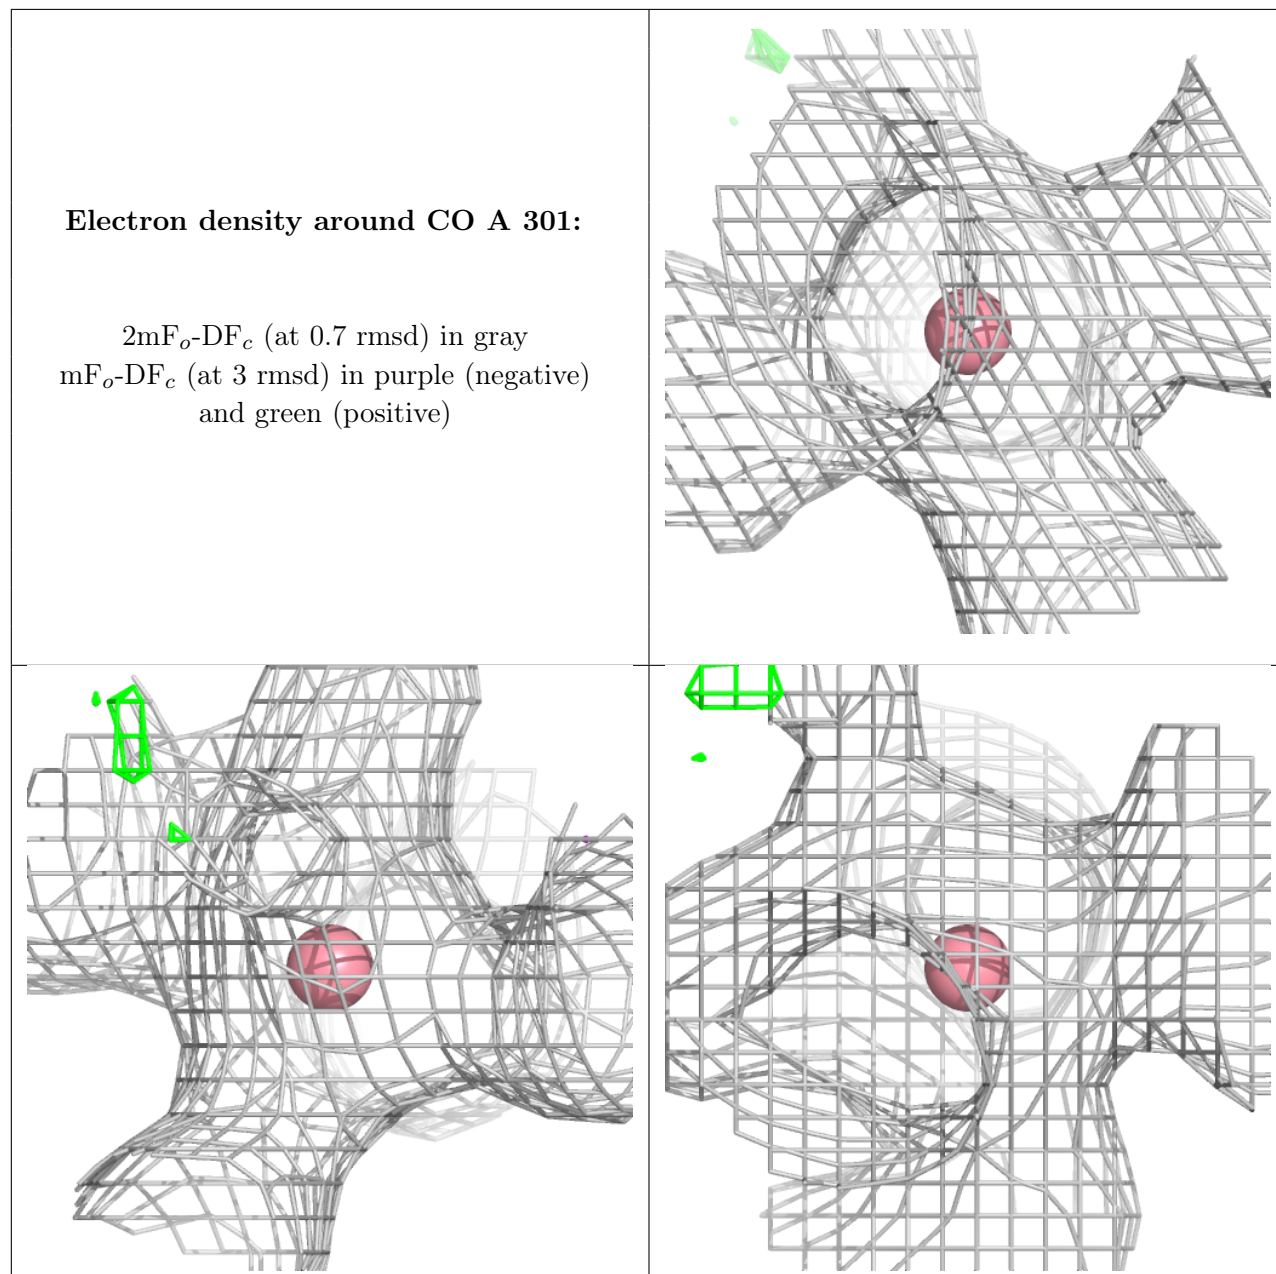 Electron density around CO A 301:
2mFo-DFc (at 0.7 rmsd) in gray
mFo-DFc (at 3 rmsd) in purple (negative)
and green (positive)